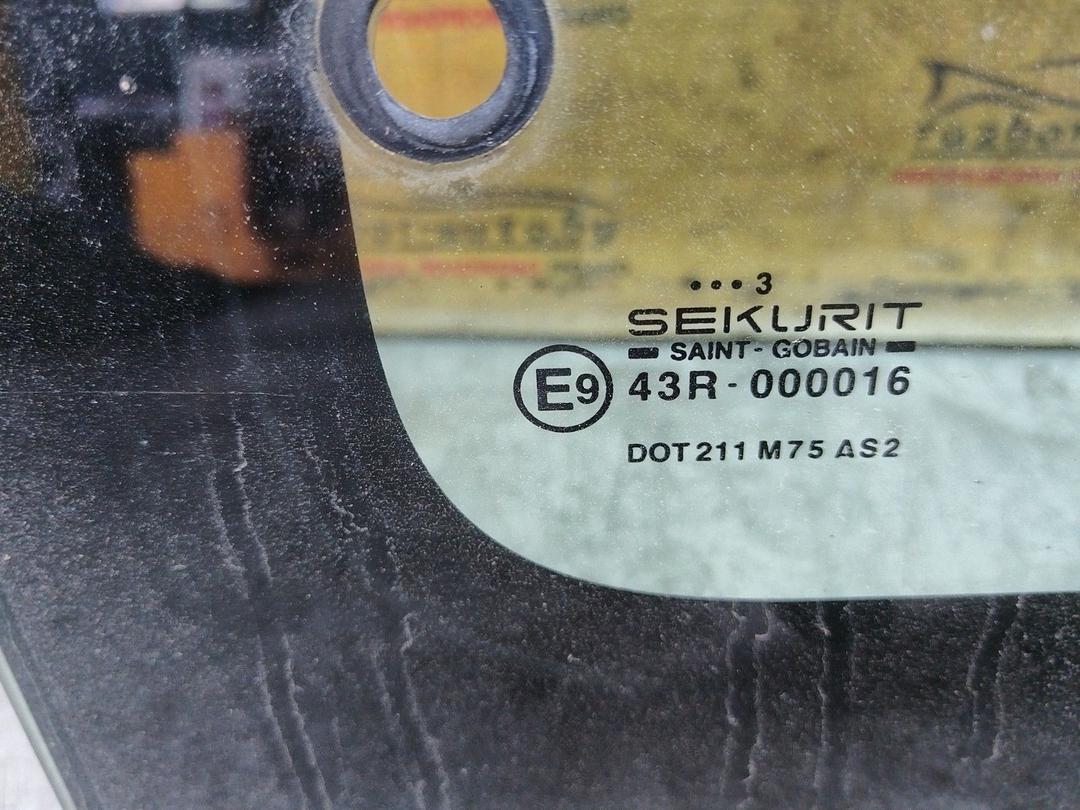 ••• 3
SEKURIT
SAINT-GOBAIN
E9 43R-000016
DOT 211 M75 AS2